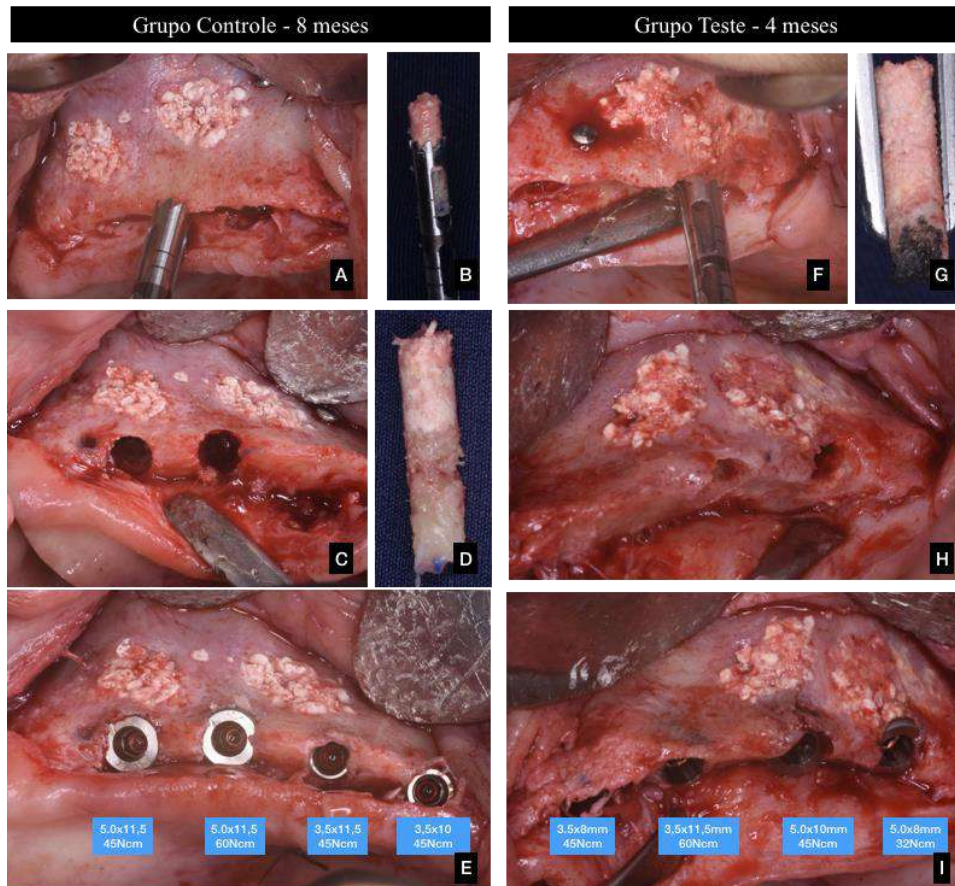 Grupo Controle - 8 meses
Grupo Teste - 4 meses
A
B
F
G
C
D
H
5.0x11,5
45Ncm
5.0x11,5
60Ncm
3,5x11,5
45Ncm
3,5x10
45Ncm
E
3.5x8mm
45Ncm
3,5x11,5mm
60Ncm
5.0x10mm
45Ncm
5.0x8mm
32Ncm
I